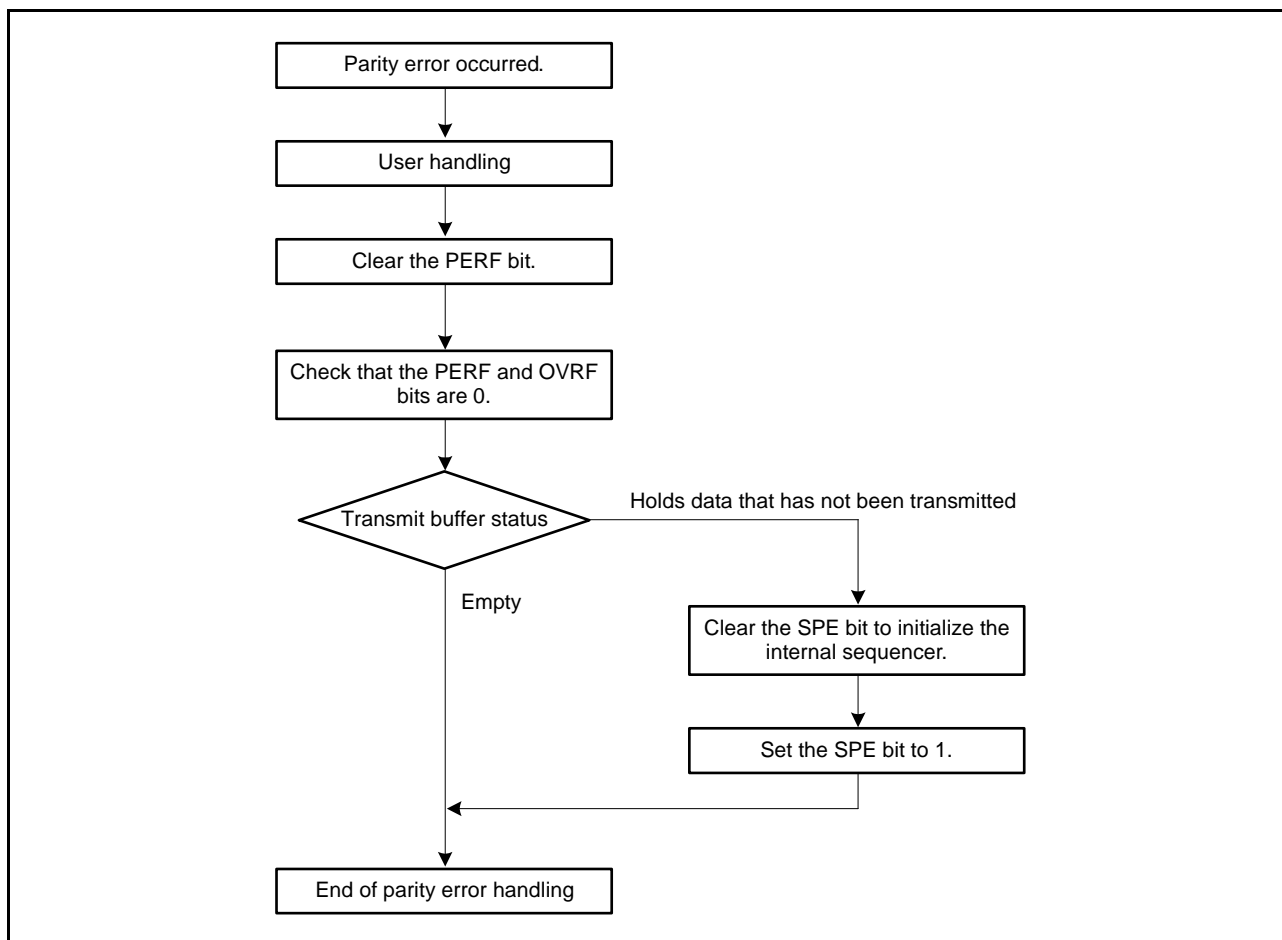 Parity error occurred.
User handling
Clear the PERF bit.
Check that the PERF and OVRF
bits are 0.
Holds data that has not been transmitted
Transmit buffer status
Empty
Clear the SPE bit to initialize the
internal sequencer.
Set the SPE bit to 1.
End of parity error handling